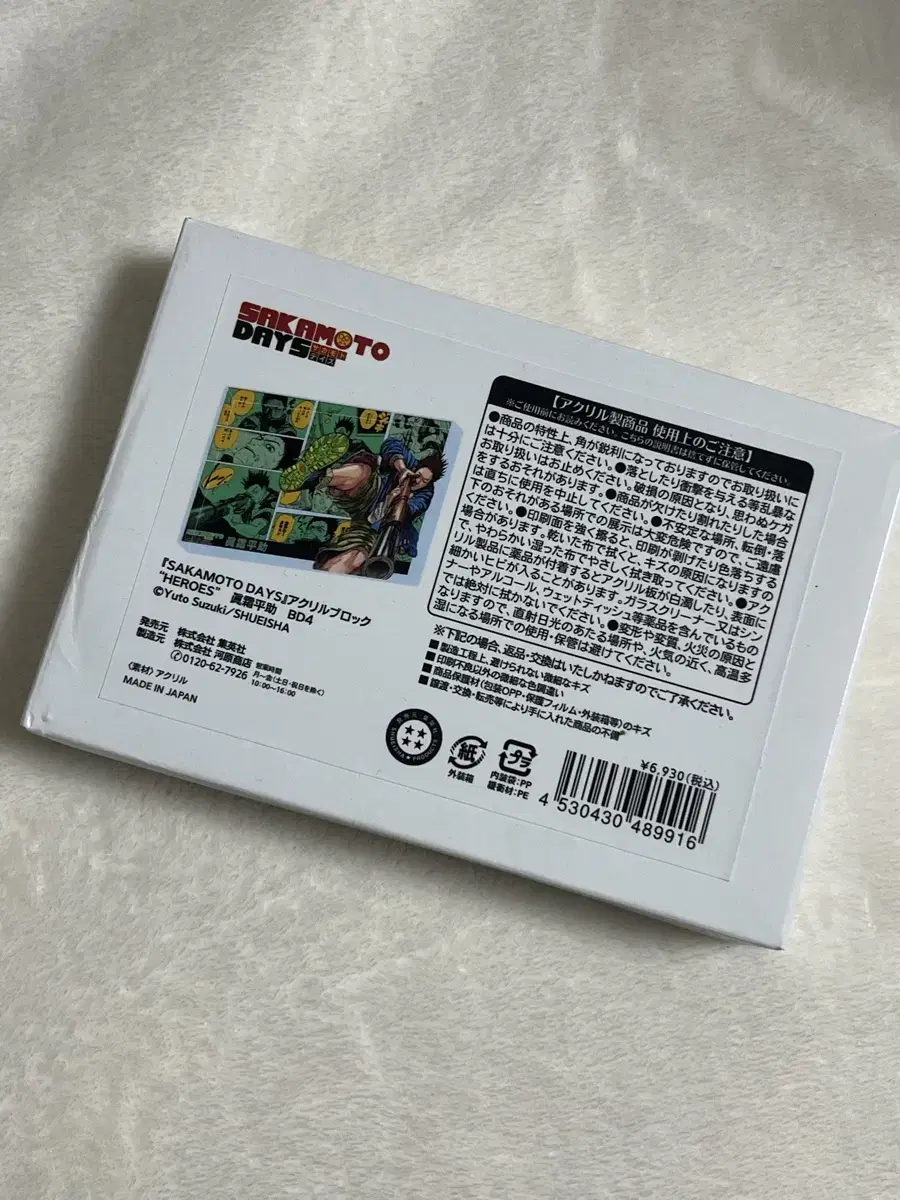 SAKAMOTO
DAYS サカモト
デイズ
眞霜平助
『SAKAMOTO DAYS』アクリルブロック
"HEROES" 眞霜平助 BD4
©Yuto Suzuki/SHUEISHA
発売元 株式会社 集英社
製造元 株式会社 河原商店
✆0120-62-7926 営業時間
月～金(土日・祝日を除く)
10:00～16:00
〈素材〉アクリル
MADE IN JAPAN
【アクリル製商品 使用上のご注意】
※ご使用前にお読みください。こちらの説明書は捨てずに保管してください。
●商品の特性上、角が鋭利になっておりますのでお取り扱いに
は十分にご注意ください。●落としたり衝撃を与える等乱暴な
お取り扱いはお止めください。破損の原因となり、思わぬケガ
をするおそれがあります。●商品が欠けたり割れたりした場合
は直ちに使用を中止してください。●不安定な場所、転倒・落
下のおそれがある場所での展示は大変危険ですので、ご遠慮
ください。●印刷面を強く擦ると、印刷が剥げたり色落ちする
場合があります。乾いた布で拭くと、キズの原因になりますの
で、やわらかい湿った布でやさしく拭き取ってください。●アク
リル製品に薬品が付着するとアクリル板が白濁したり、表面に
細かいヒビが入ることがあります。ガラスクリーナー又はシン
ナーやアルコール、ウェットティッシュ等薬品を含んでいるもの
では絶対に拭かないでください。●変形や変質、火災の原因と
なりますので、直射日光のあたる場所や、火気の近く、高温多
湿になる場所での使用・保管は避けてください。
※下記の場合、返品・交換はいたしかねますのでご了承ください。
■製造工程上、避けられない微細なキズ
■印刷不良以外の微細な色調違い
■商品保護材(包装OPP・保護フィルム・外装箱等)のキズ
■譲渡・交換・転売等により手に入れた商品の不備
紙
外装箱
プラ
内装袋:PP
緩衝材:PE
¥6,930(税込)
4 530430 489916